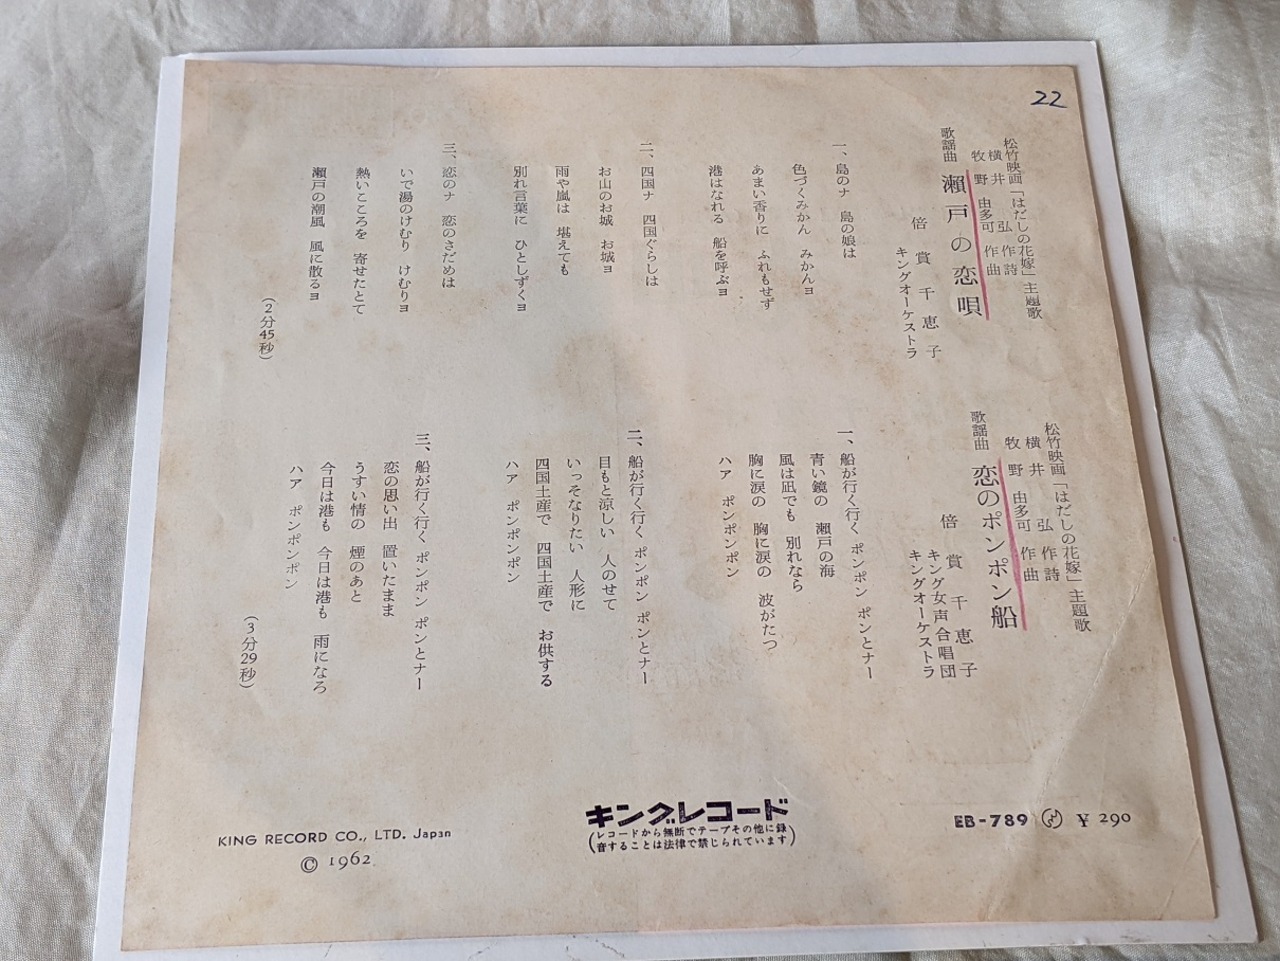 22
松竹映画「はだしの花嫁」主題歌
横井 弘 作詩
牧野 由多可 作曲
歌謡曲 瀬戸の恋唄
倍賞千恵子
キングオーケストラ
一、島のナ 島の娘は
色づくみかん みかんヨ
あまい香りに ふれもせず
港はなれる 船を呼ぶヨ
二、四国ナ 四国ぐらしは
お山のお城 お城ヨ
雨や嵐は 堪えても
別れ言葉に ひとしずくヨ
三、恋のナ 恋のさだめは
いで湯のけむり けむりヨ
熱いこころを 寄せたとて
瀬戸の潮風 風に散るヨ
(2分45秒)
松竹映画「はだしの花嫁」主題歌
横井 弘 作詩
牧野 由多可 作曲
歌謡曲 恋のポンポン船
倍賞千恵子
キング女声合唱団
キングオーケストラ
一、船が行く行く ポンポン ポンとナー
青い鏡の 瀬戸の海
風は凪でも 別れなら
胸に涙の 胸に涙の 波がたつ
ハア ポンポンポン
二、船が行く行く ポンポン ポンとナー
目もと涼しい 人のせて
いっそなりたい 人形に
四国土産で 四国土産で お供する
ハア ポンポンポン
三、船が行く行く ポンポン ポンとナー
恋の思い出 置いたまま
うすい情の 煙のあと
今日は港も 今日は港も 雨になろ
ハア ポンポンポン
(3分29秒)
キングレコード
(レコードから無断でテープその他に録
音することは法律で禁じられています)
EB-789 ¥290
KING RECORD CO., LTD. Japan
© 1962